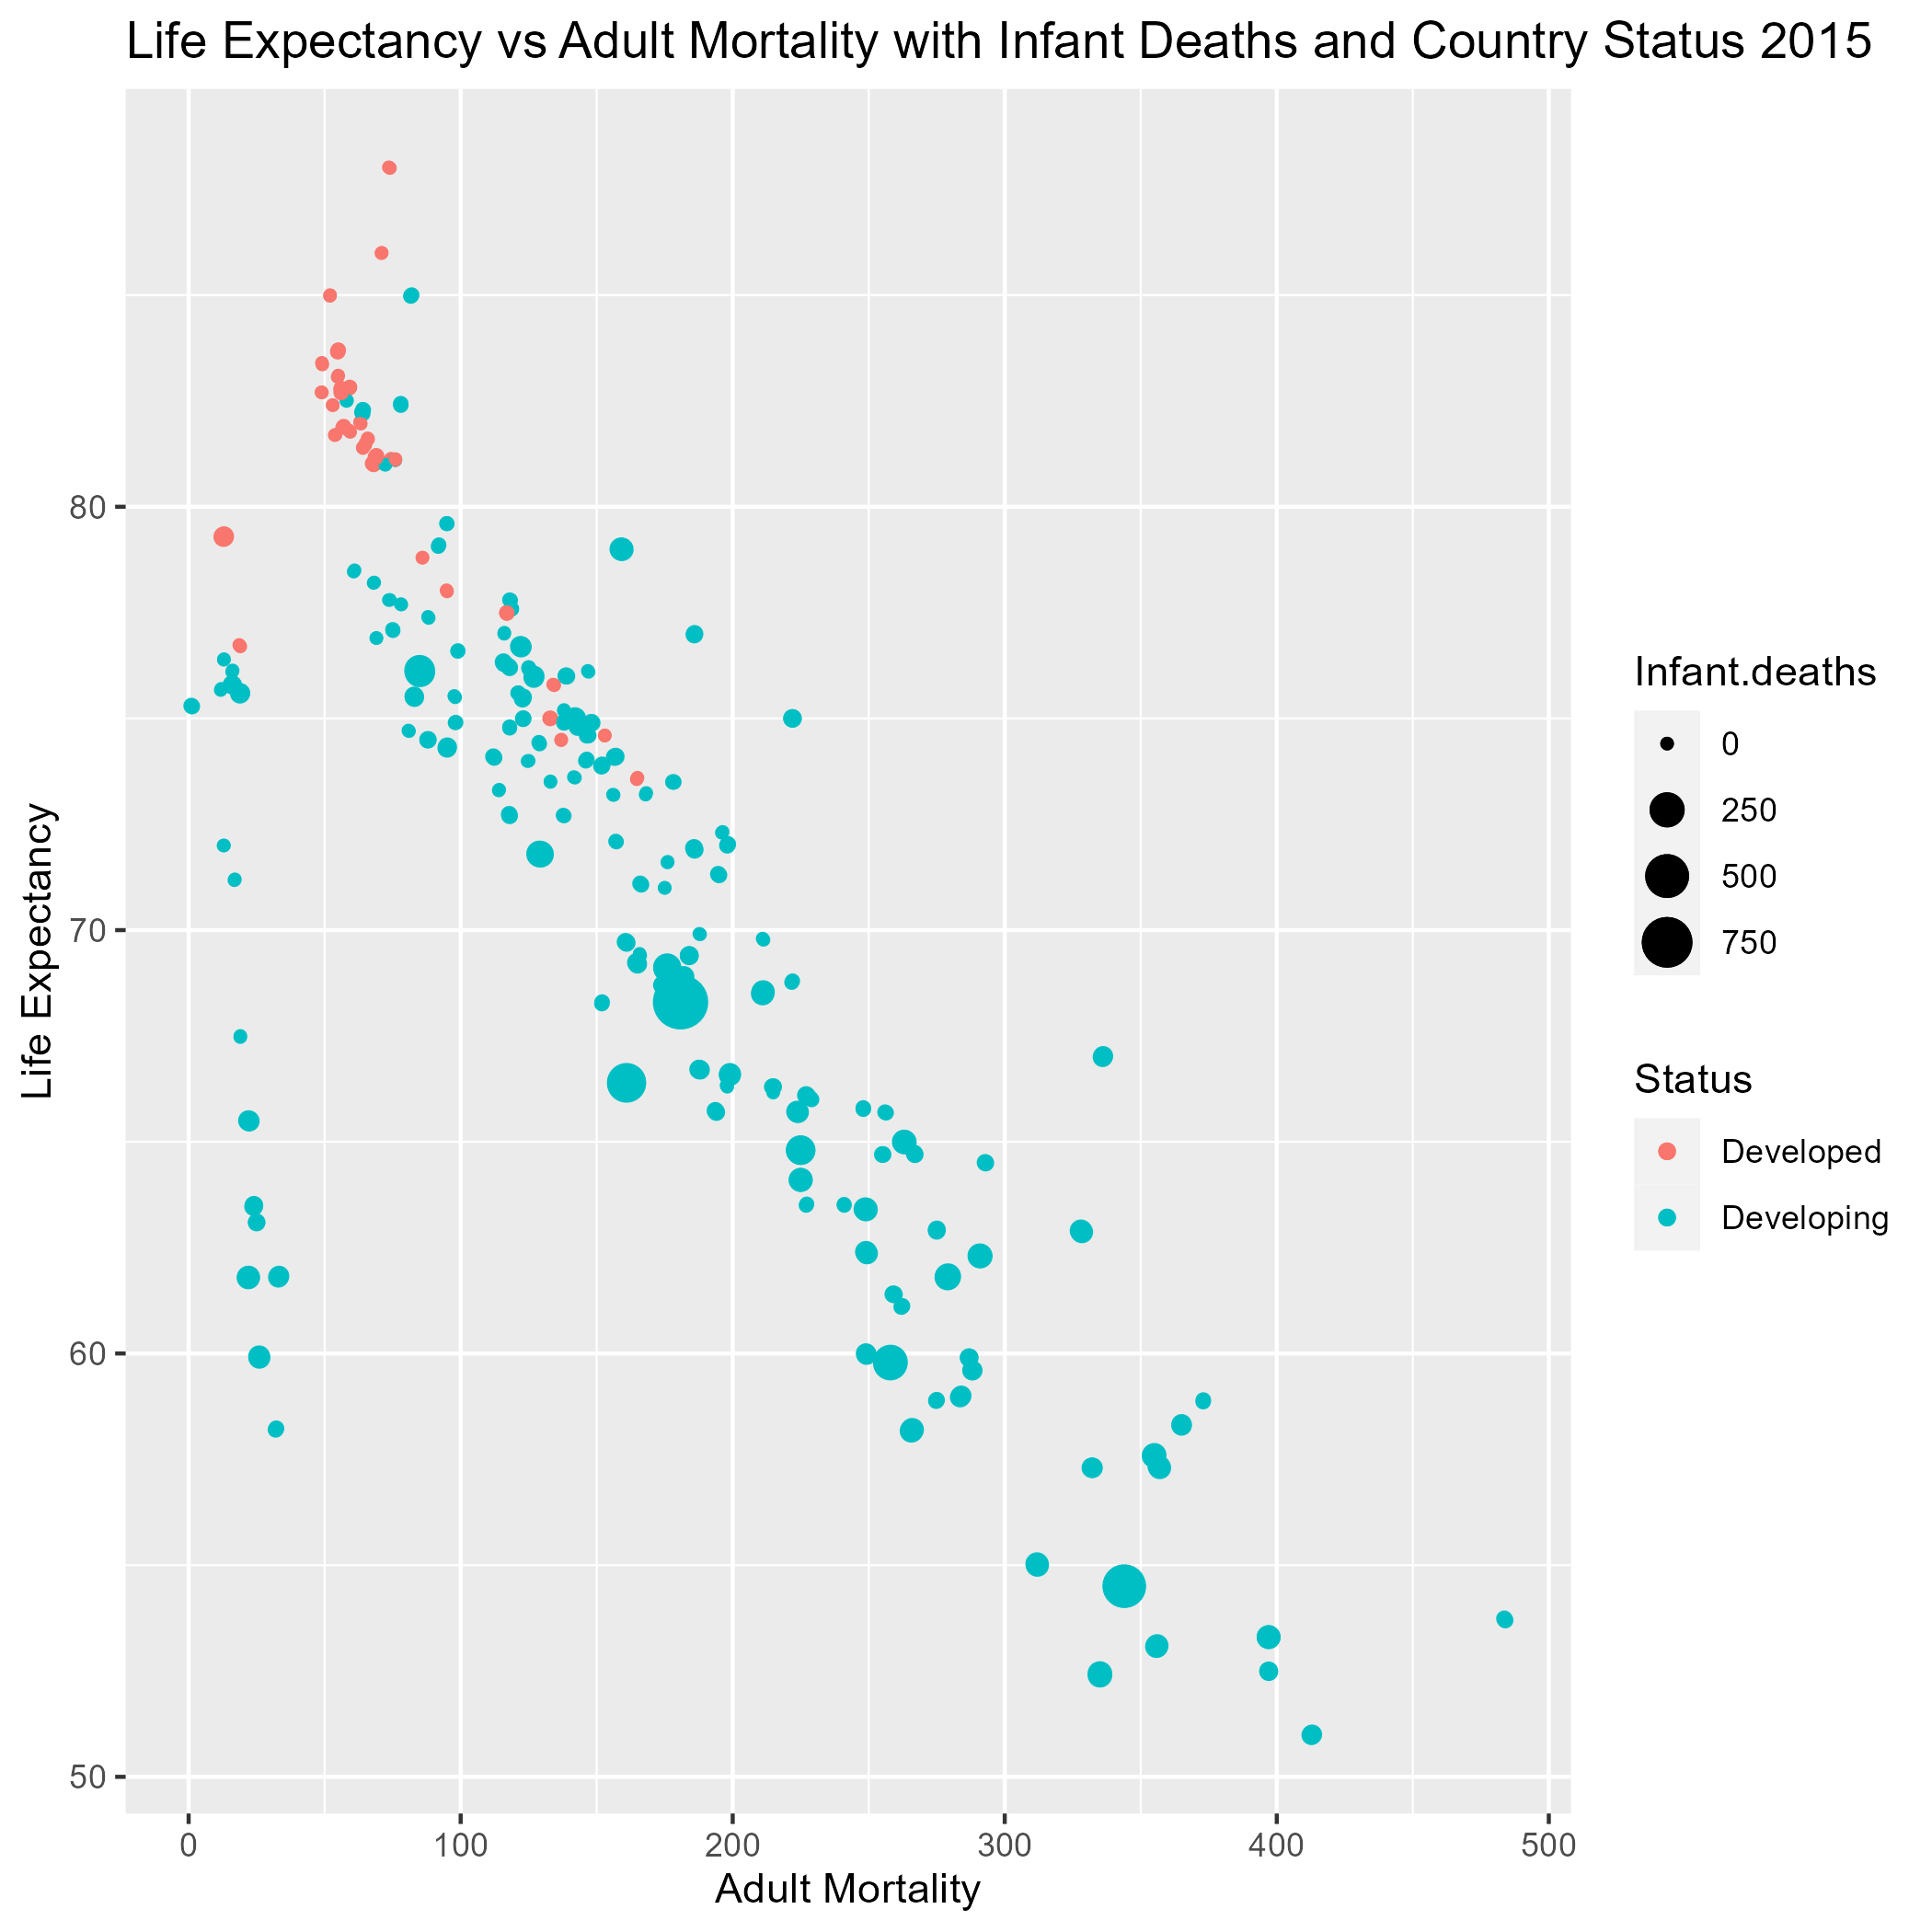 Life Expectancy vs Adult Mortality with Infant Deaths and Country Status 2015
Life Expectancy
80
70
60
50
0
100
200
300
400
500
Adult Mortality
Infant.deaths
0
250
500
750
Status
Developed
Developing